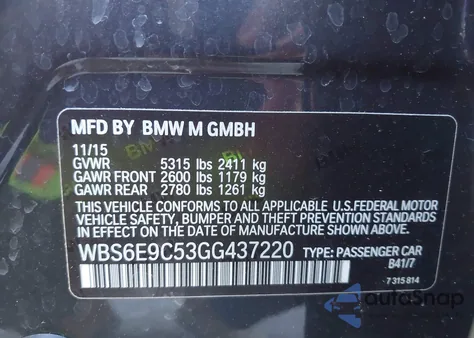 MFD BY BMW M GMBH
11/15
GVWR 5315 lbs 2411 kg
GAWR FRONT 2600 lbs 1179 kg
GAWR REAR 2780 lbs 1261 kg
THIS VEHICLE CONFORMS TO ALL APPLICABLE U.S.FEDERAL MOTOR
VEHICLE SAFETY, BUMPER AND THEFT PREVENTION STANDARDS
IN EFFECT ON THE DATE OF MANUFACTURE SHOWN ABOVE.
WBS6E9C53GG437220 TYPE: PASSENGER CAR
B41/7
7 315 814
autoSnap